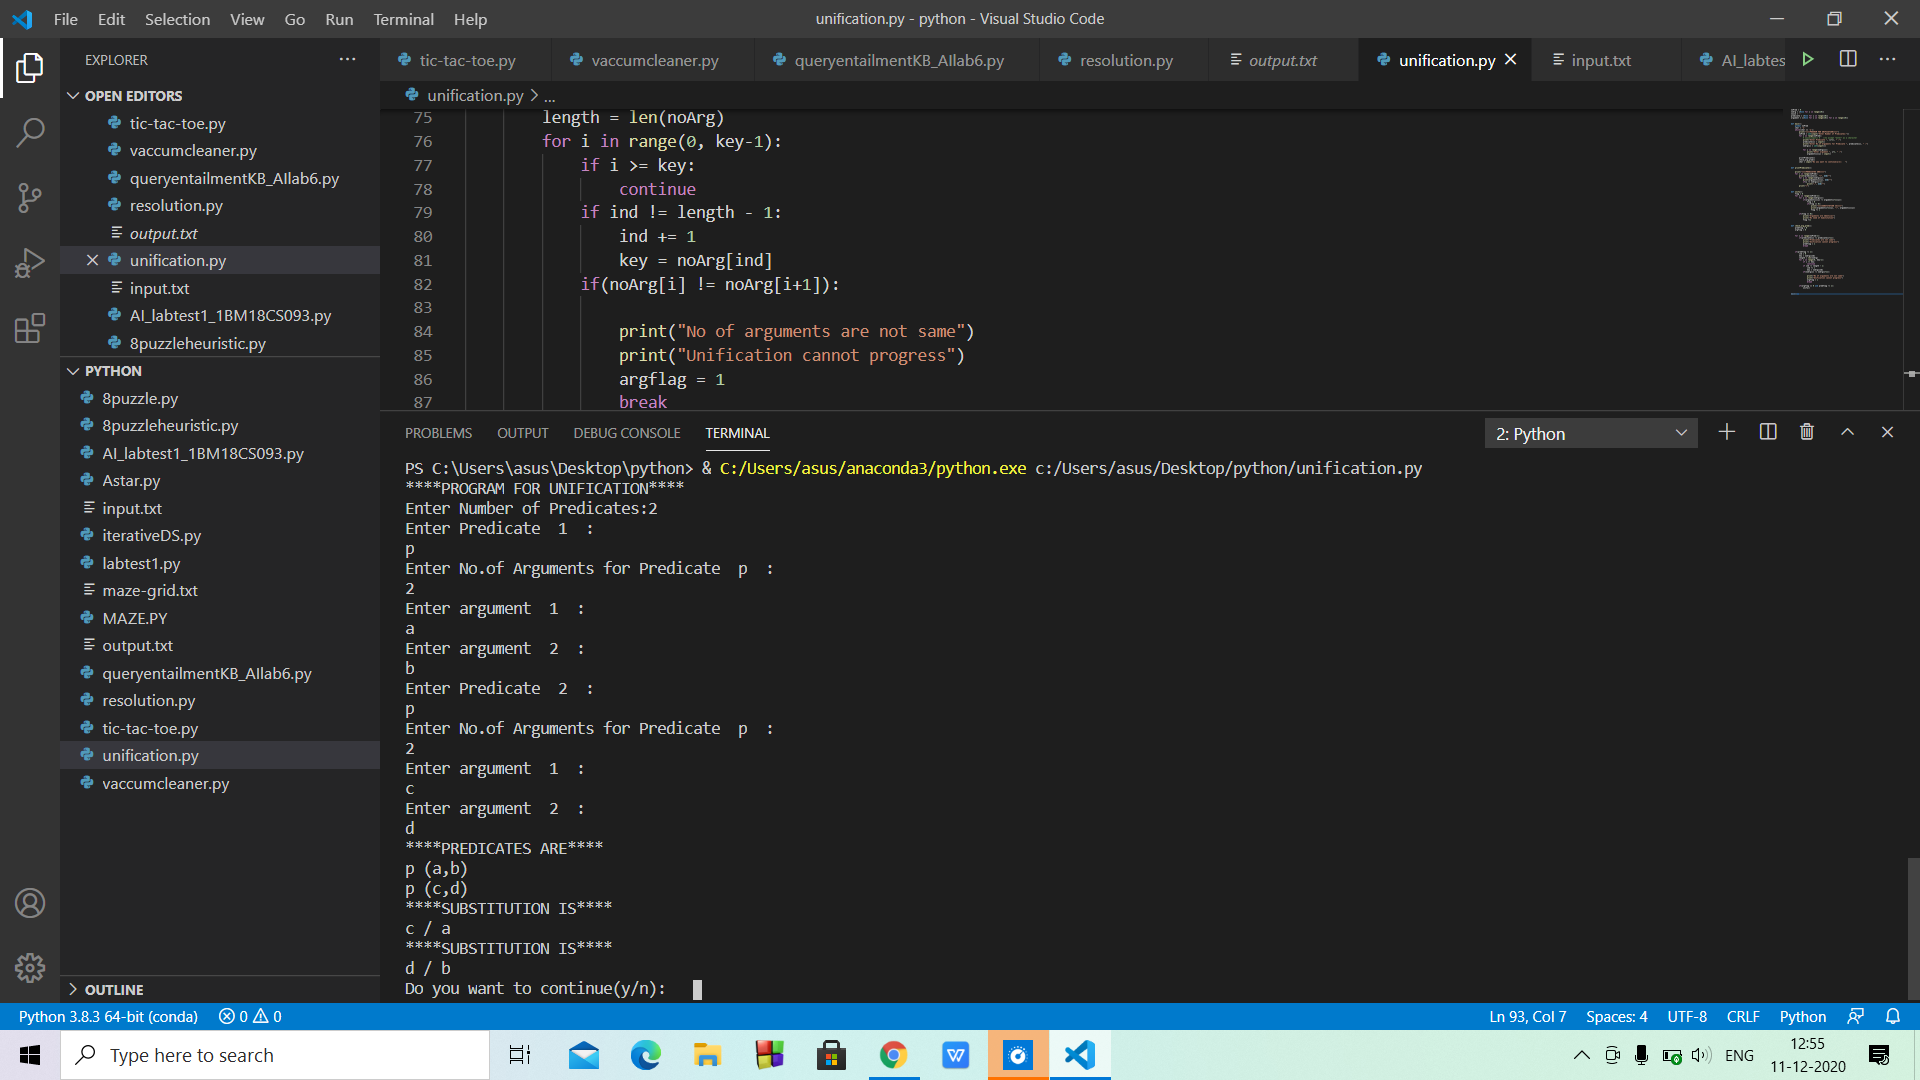 File Edit Selection View Go Run Terminal Help
unification.py - python - Visual Studio Code
EXPLORER
OPEN EDITORS
tic-tac-toe.py
vaccumcleaner.py
queryentailmentKB_AIlab6.py
resolution.py
output.txt
unification.py
input.txt
AI_labtest1_1BM18CS093.py
8puzzleheuristic.py
PYTHON
8puzzle.py
8puzzleheuristic.py
AI_labtest1_1BM18CS093.py
Astar.py
input.txt
iterativeDS.py
labtest1.py
maze-grid.txt
MAZE.PY
output.txt
queryentailmentKB_AIlab6.py
resolution.py
tic-tac-toe.py
unification.py
vaccumcleaner.py
OUTLINE
tic-tac-toe.py vaccumcleaner.py queryentailmentKB_AIlab6.py resolution.py output.txt unification.py input.txt AI_labtes
unification.py > ...
75 length = len(noArg)
76 for i in range(0, key-1):
77 if i >= key:
78 continue
79 if ind != length - 1:
80 ind += 1
81 key = noArg[ind]
82 if(noArg[i] != noArg[i+1]):
83
84 print("No of arguments are not same")
85 print("Unification cannot progress")
86 argflag = 1
87 break
PROBLEMS OUTPUT DEBUG CONSOLE TERMINAL
2: Python
PS C:\Users\asus\Desktop\python> & C:/Users/asus/anaconda3/python.exe c:/Users/asus/Desktop/python/unification.py
****PROGRAM FOR UNIFICATION****
Enter Number of Predicates:2
Enter Predicate 1 :
p
Enter No.of Arguments for Predicate p :
2
Enter argument 1 :
a
Enter argument 2 :
b
Enter Predicate 2 :
p
Enter No.of Arguments for Predicate p :
2
Enter argument 1 :
c
Enter argument 2 :
d
****PREDICATES ARE****
p (a,b)
p (c,d)
****SUBSTITUTION IS****
c / a
****SUBSTITUTION IS****
d / b
Do you want to continue(y/n):
Python 3.8.3 64-bit (conda) 0 0
Ln 93, Col 7 Spaces: 4 UTF-8 CRLF Python
Type here to search
ENG
12:55
11-12-2020